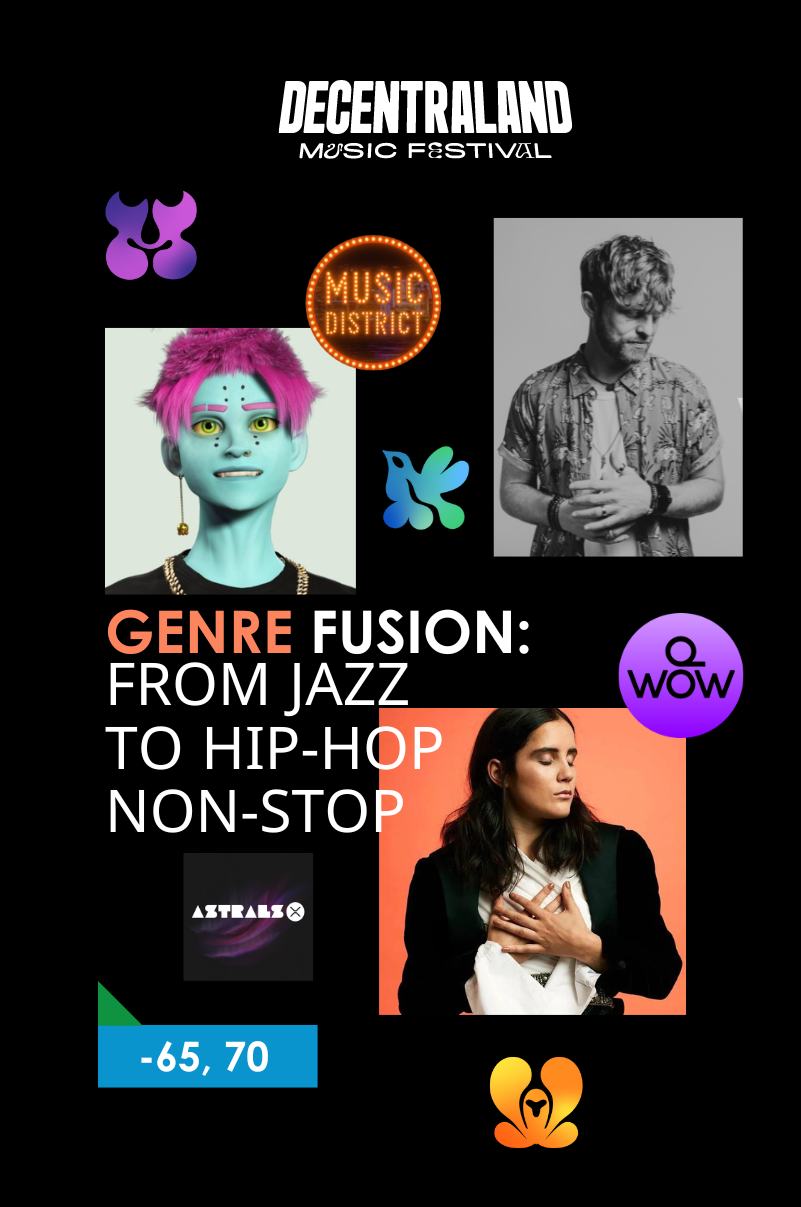 DECENTRALAND
MUSIC FESTIVAL
MUSIC
DISTRICT
GENRE FUSION:
FROM JAZZ
TO HIP-HOP
NON-STOP
WOW
ASTRALS
-65, 70